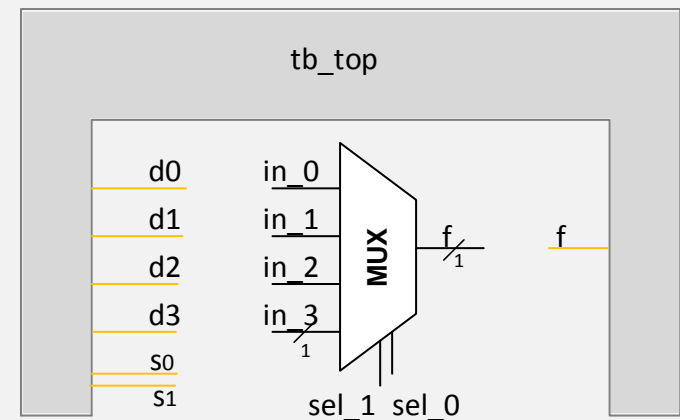 tb_top
d0 in_0
d1 in_1
f f
1
d2 in_2
MUX
d3 in_3
1
s0
s1
sel_1 sel_0